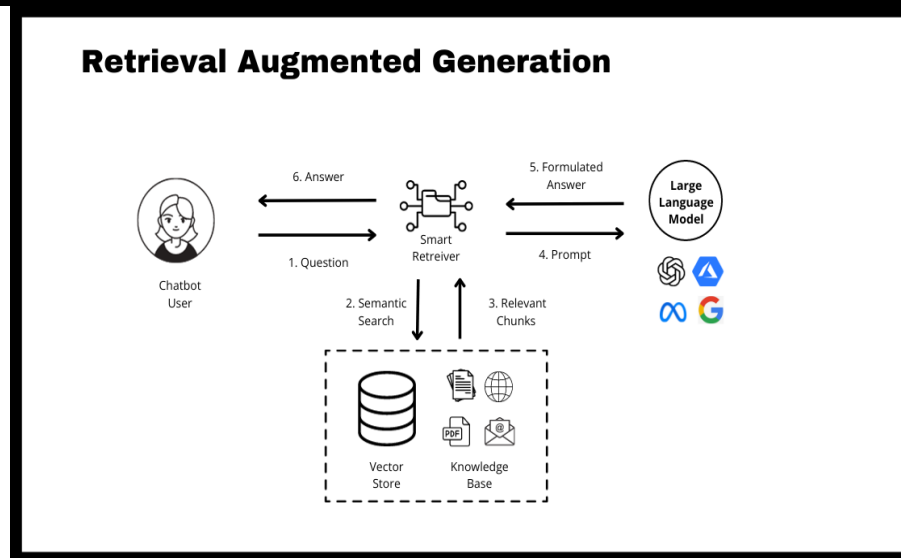 Retrieval Augmented Generation
6. Answer
5. Formulated
Answer
Large
Language
Model
Smart
Retreiver
1. Question
4. Prompt
Chatbot
User
2. Semantic
Search
3. Relevant
Chunks
PDF
@
Vector
Store
Knowledge
Base